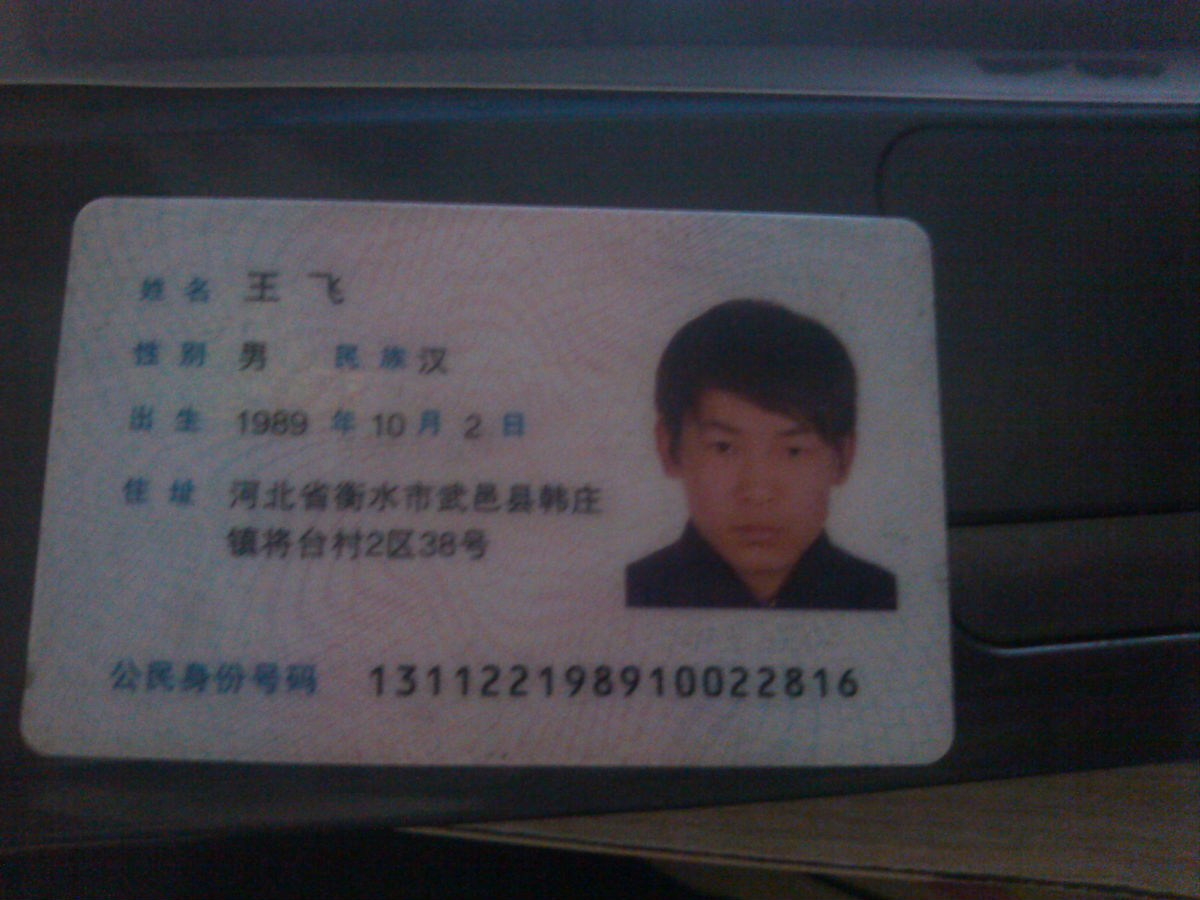 姓名 王飞
性别 男 民族 汉
出生 1989 年 10 月 2 日
住址 河北省衡水市武邑县韩庄
镇将台村2区38号
公民身份号码 131122198910022816